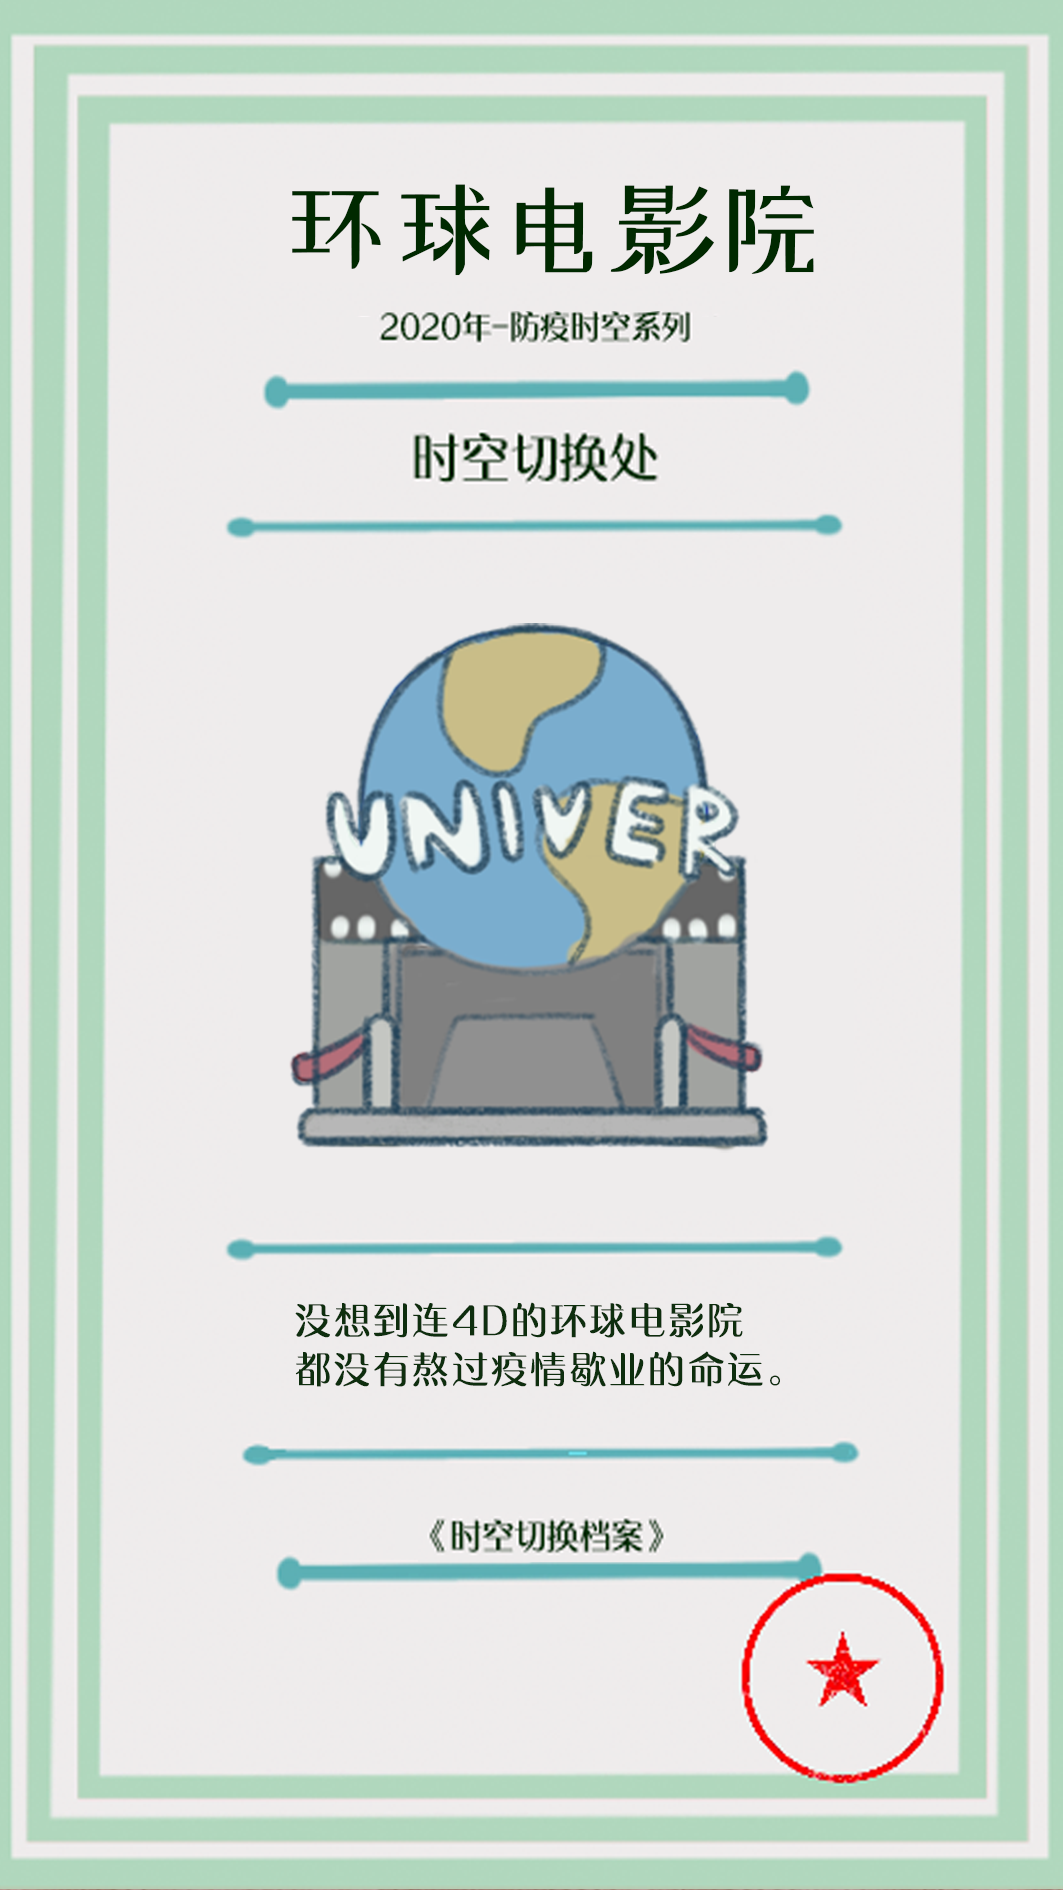 环球电影院
2020年-防疫时空系列
时空切换处
UNIVER
没想到连4D的环球电影院
都没有熬过疫情歇业的命运。
《时空切换档案》